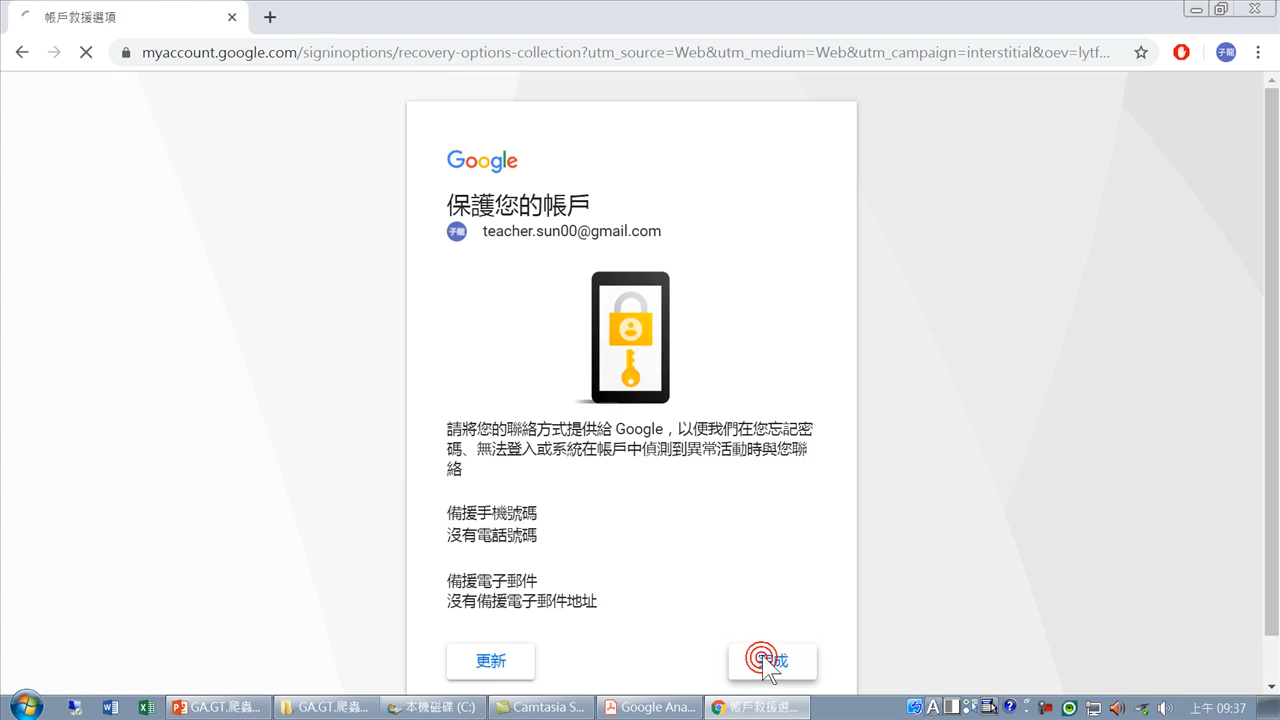 帳戶救援選項
myaccount.google.com/signinoptions/recovery-options-collection?utm_source=Web&utm_medium=Web&utm_campaign=interstitial&oev=lytf...
子龍
Google
保護您的帳戶
子龍 teacher.sun00@gmail.com
請將您的聯絡方式提供給 Google，以便我們在您忘記密
碼、無法登入或系統在帳戶中偵測到異常活動時與您聯
絡
備援手機號碼
沒有電話號碼
備援電子郵件
沒有備援電子郵件地址
更新
成
GA.GT.爬蟲...
GA.GT.爬蟲...
本機磁碟 (C:)
Camtasia S...
Google Ana...
帳戶救援選...
A
上午 09:37